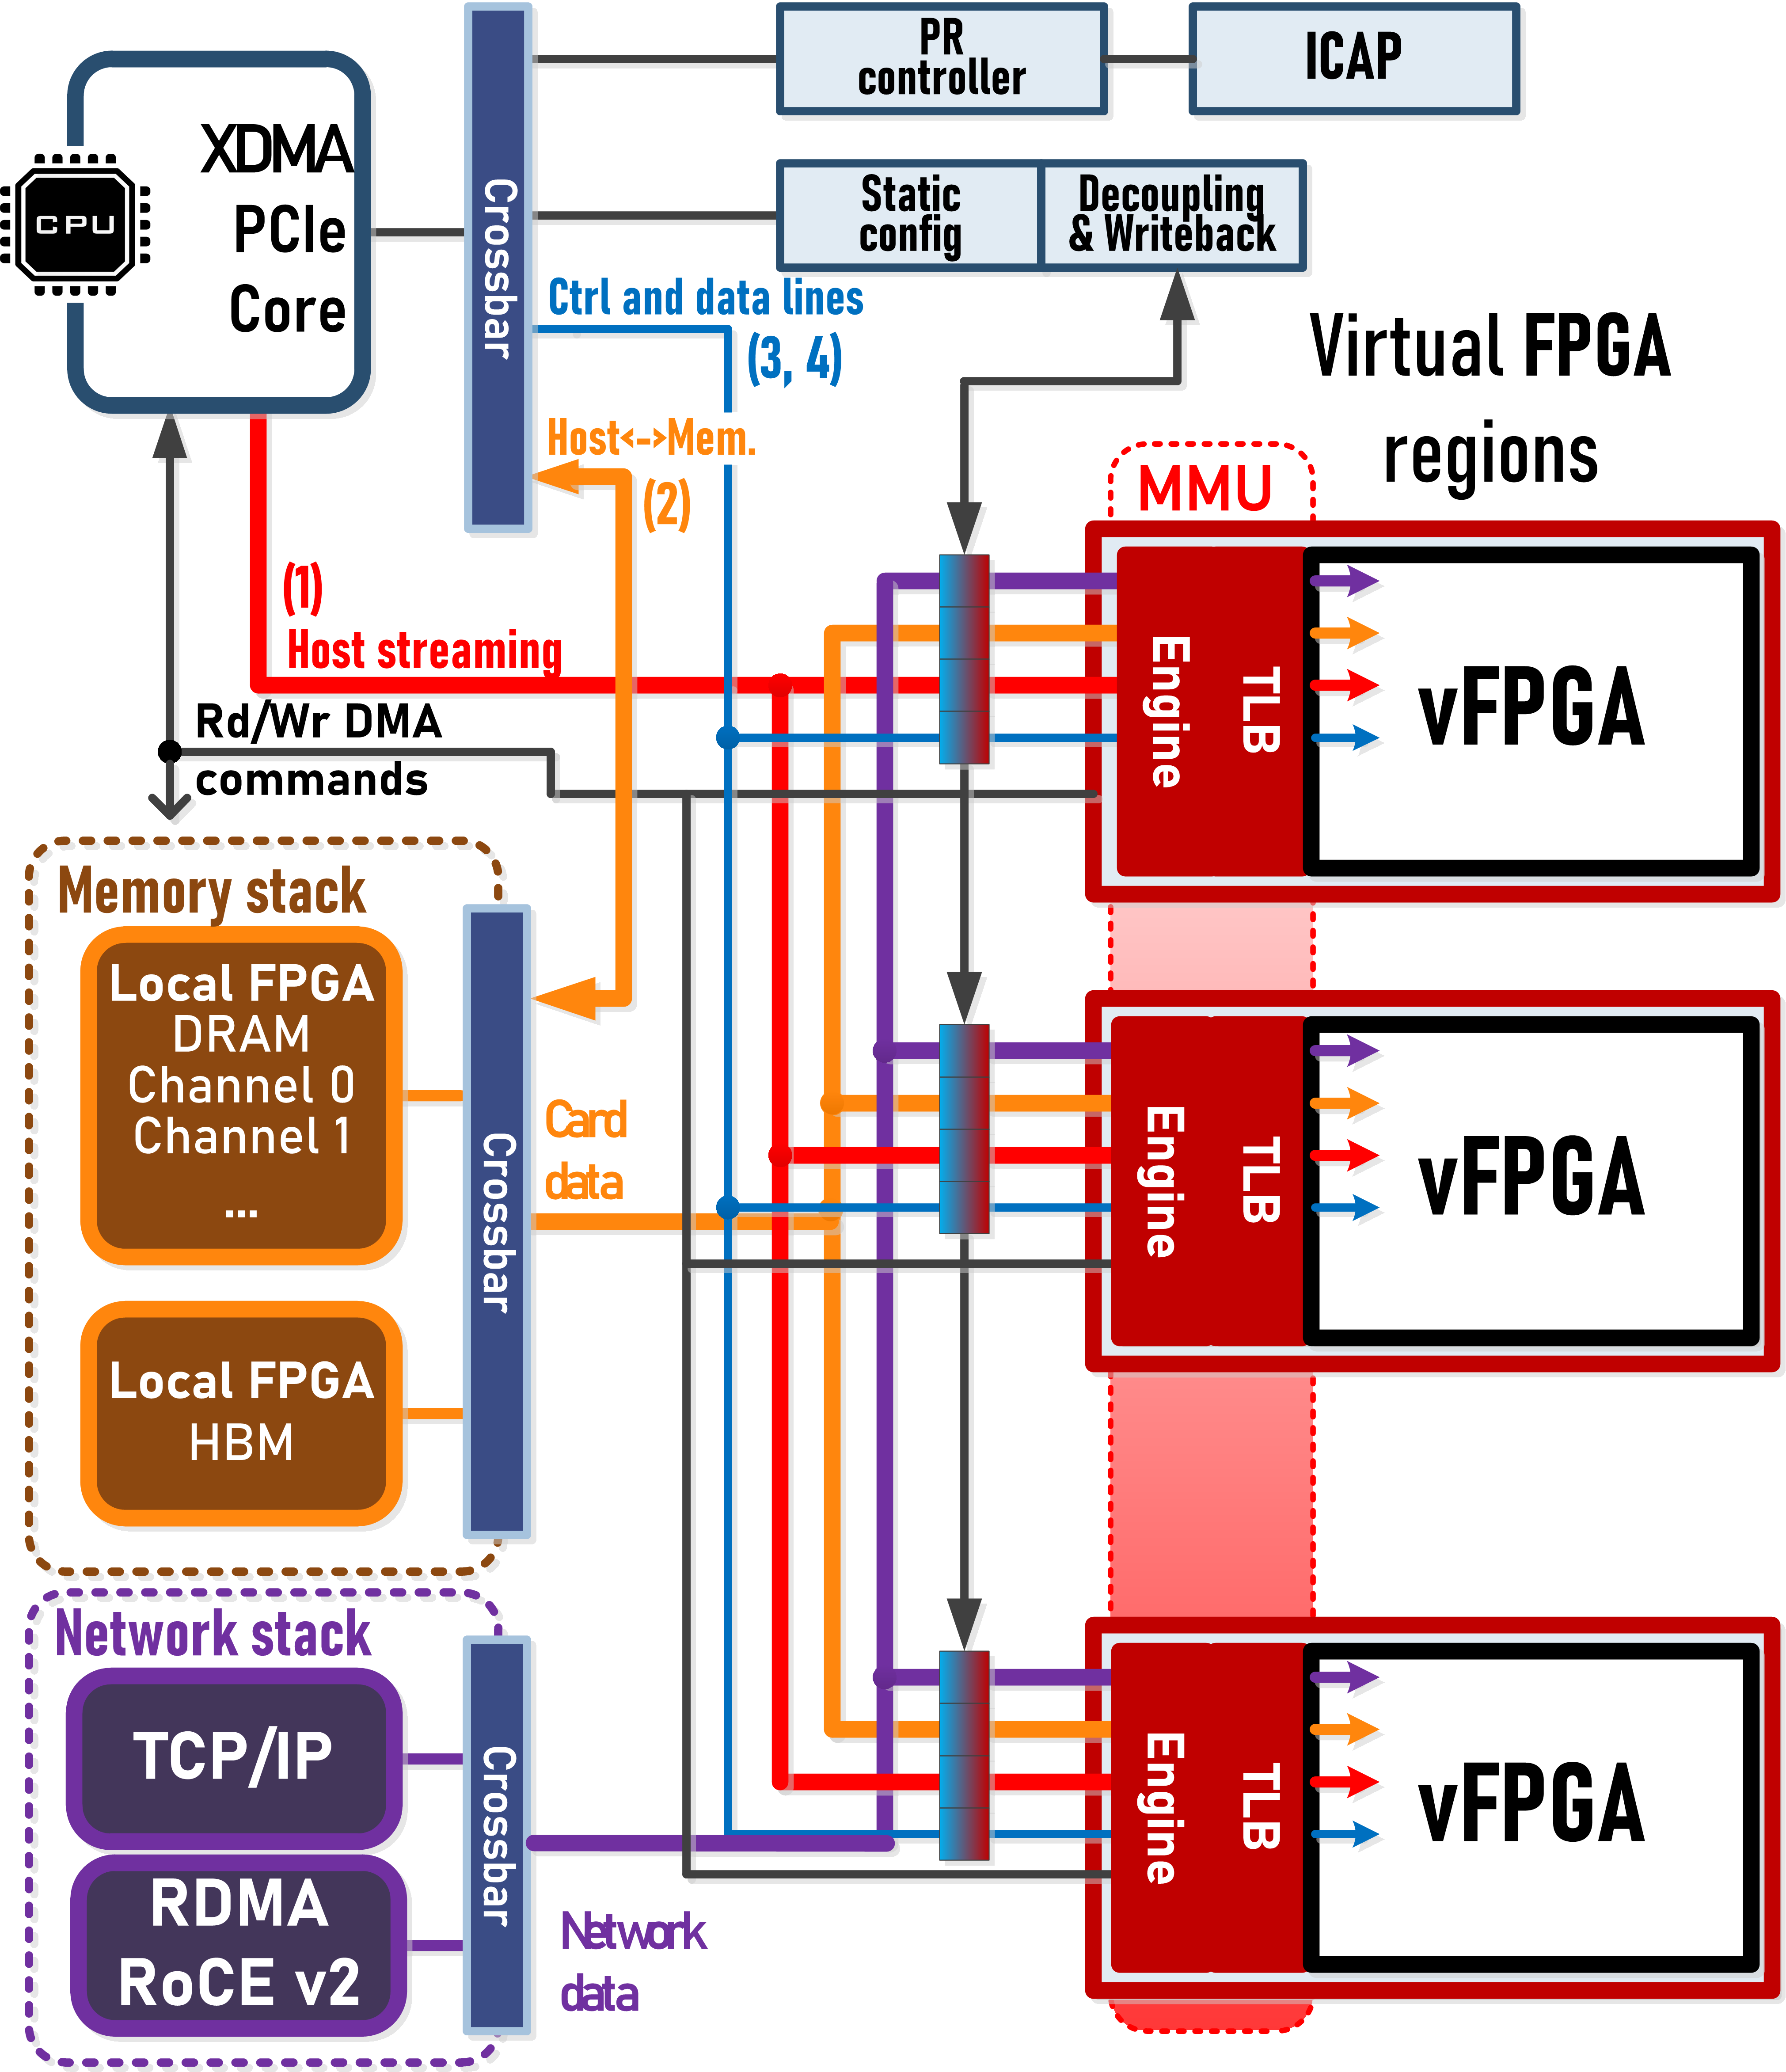 PR
controller
ICAP
XDMA
PCIe
Core
CPU
Crossbar
Static
config
Decoupling
& Writeback
Ctrl and data lines
(3, 4)
Virtual FPGA
regions
Host<->Mem.
(2)
MMU
(1)
Host streaming
Rd/Wr DMA
commands
Engine
TLB
vFPGA
Memory stack
Local FPGA
DRAM
Channel 0
Channel 1
...
Crossbar
Card
data
Engine
TLB
vFPGA
Local FPGA
HBM
Network stack
TCP/IP
RDMA
RoCE v2
Crossbar
Network
data
Engine
TLB
vFPGA